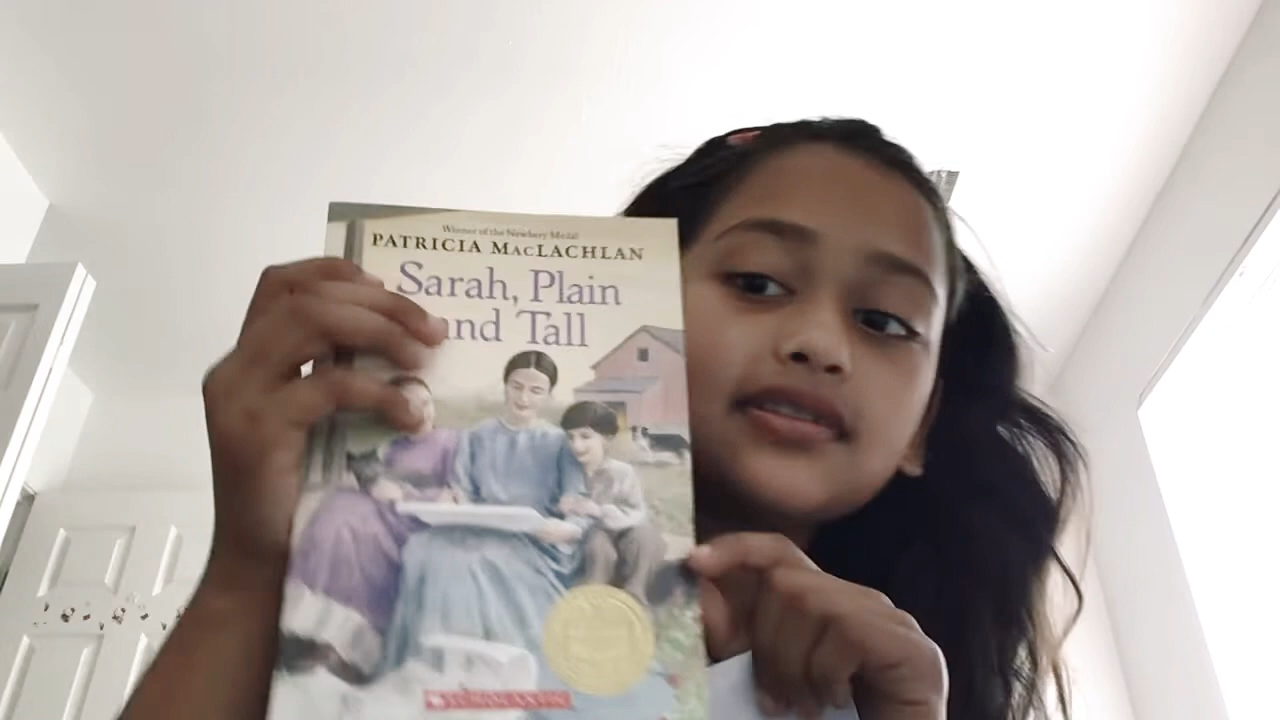 Winner of the Newbery Medal
PATRICIA MACLACHLAN
Sarah, Plain
and Tall